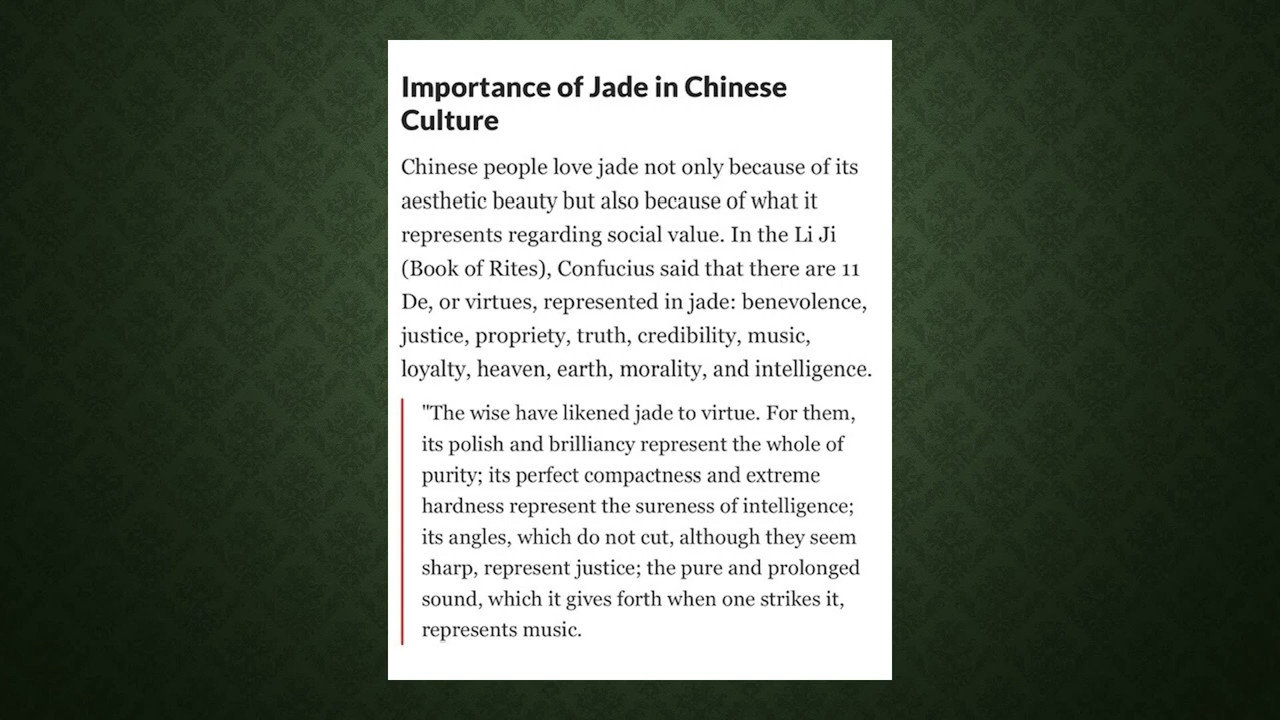 Importance of Jade in Chinese
Culture
Chinese people love jade not only because of its
aesthetic beauty but also because of what it
represents regarding social value. In the Li Ji
(Book of Rites), Confucius said that there are 11
De, or virtues, represented in jade: benevolence,
justice, propriety, truth, credibility, music,
loyalty, heaven, earth, morality, and intelligence.
"The wise have likened jade to virtue. For them,
its polish and brilliancy represent the whole of
purity; its perfect compactness and extreme
hardness represent the sureness of intelligence;
its angles, which do not cut, although they seem
sharp, represent justice; the pure and prolonged
sound, which it gives forth when one strikes it,
represents music.